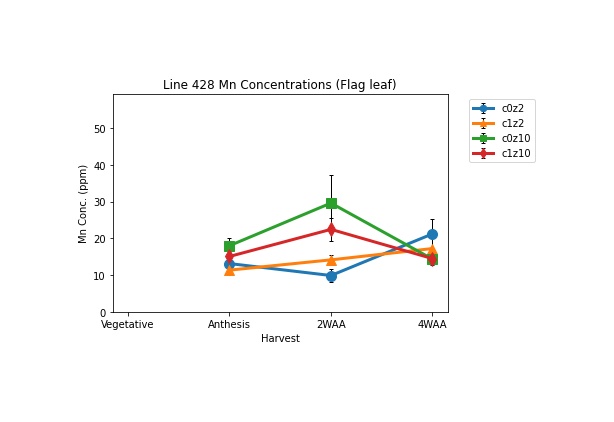 Line 428 Mn Concentrations (Flag leaf)
c0z2
c1z2
c0z10
c1z10
Mn Conc. (ppm)
50
40
30
20
10
0
Vegetative Anthesis 2WAA 4WAA
Harvest